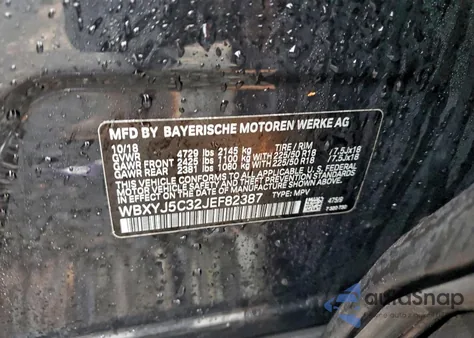 MFD BY BAYERISCHE MOTOREN WERKE AG
10/18 TIRE / RIM
GVWR 4729 lbs 2145 kg
GAWR FRONT 2425 lbs 1100 kg WITH 225/50 R18 /7.5Jx18
GAWR REAR 2381 lbs 1080 kg WITH 225/50 R18 /7.5Jx18
THIS VEHICLE CONFORMS TO ALL APPLICABLE U.S. FEDERAL MOTOR VEHICLE SAFETY
STANDARDS IN EFFECT ON THE DATE OF MANUFACTURE SHOWN ABOVE.
WBXYJ5C32JEF82387 TYPE: MPV
475/9
autoSnap